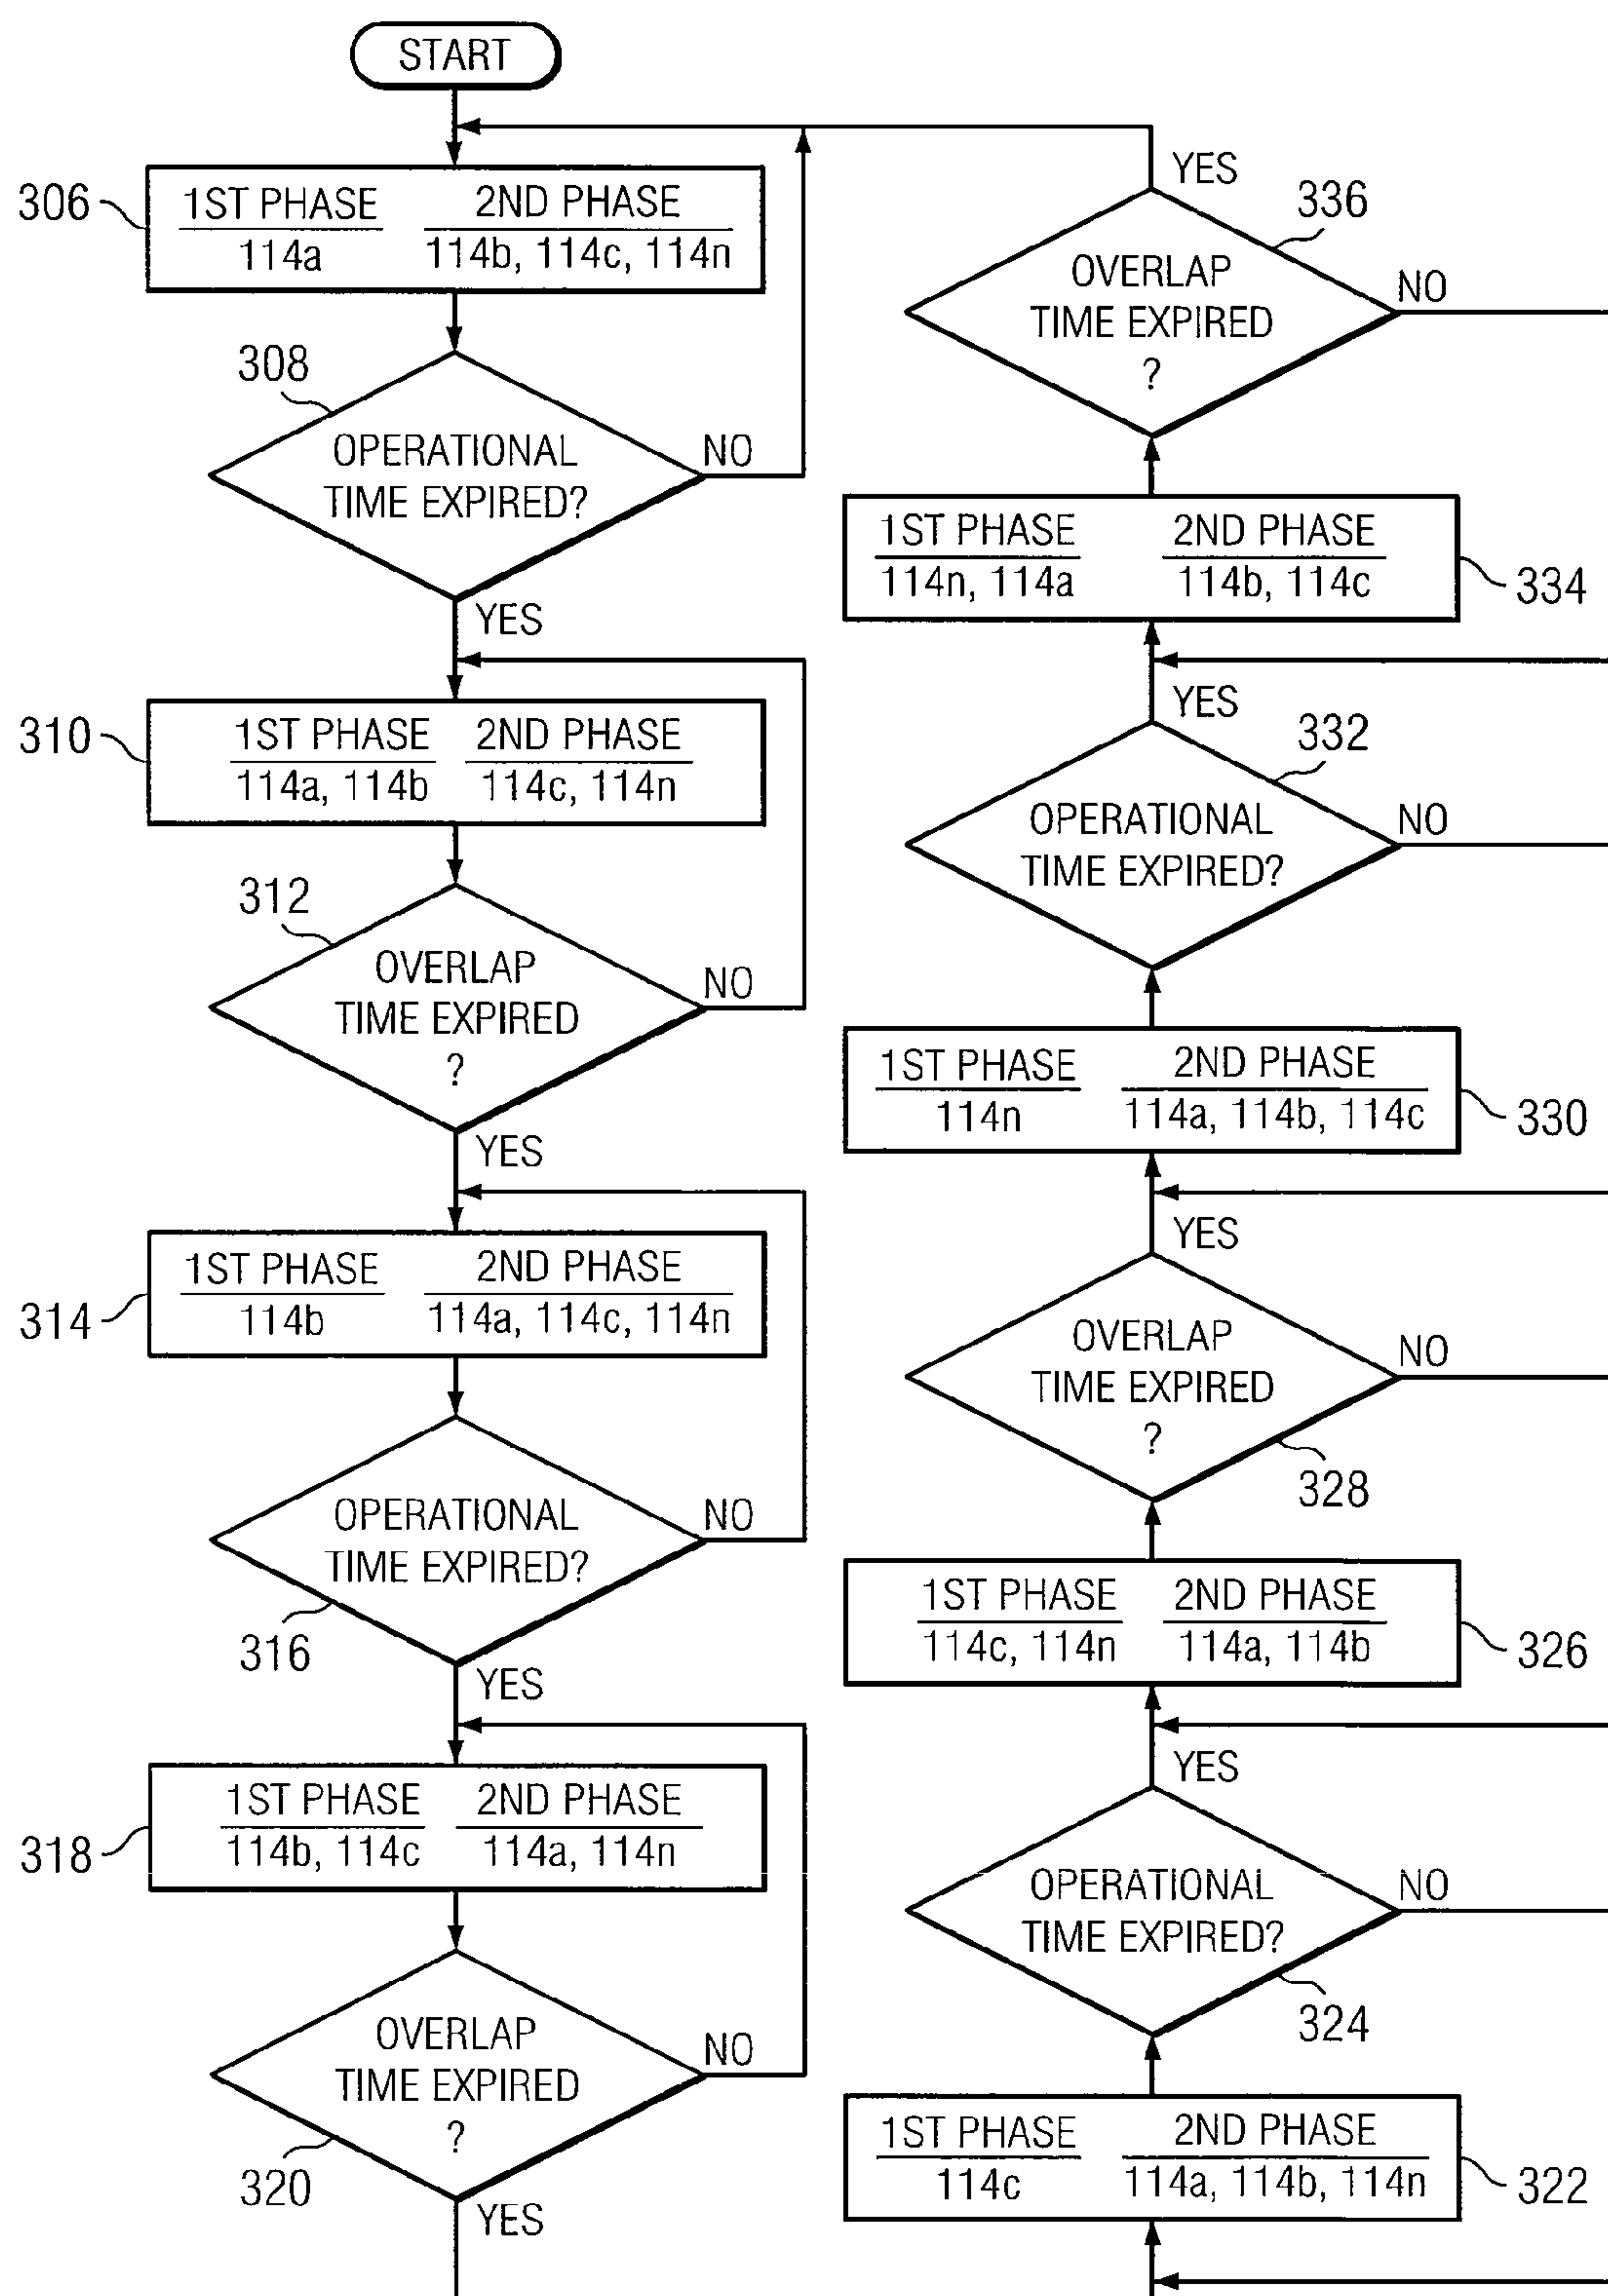 START
306
1ST PHASE 2ND PHASE
114a 114b, 114c, 114n
308
OPERATIONAL
TIME EXPIRED?
NO
YES
310
1ST PHASE 2ND PHASE
114a, 114b 114c, 114n
312
OVERLAP
TIME EXPIRED
?
NO
YES
314
1ST PHASE 2ND PHASE
114b 114a, 114c, 114n
OPERATIONAL
TIME EXPIRED?
NO
316
YES
318
1ST PHASE 2ND PHASE
114b, 114c 114a, 114n
OVERLAP
TIME EXPIRED
?
NO
320
YES
YES
336
OVERLAP
TIME EXPIRED
?
NO
1ST PHASE 2ND PHASE
114n, 114a 114b, 114c
334
YES
332
OPERATIONAL
TIME EXPIRED?
NO
1ST PHASE 2ND PHASE
114n 114a, 114b, 114c
330
YES
OVERLAP
TIME EXPIRED
?
NO
328
1ST PHASE 2ND PHASE
114c, 114n 114a, 114b
326
YES
OPERATIONAL
TIME EXPIRED?
NO
324
1ST PHASE 2ND PHASE
114c 114a, 114b, 114n
322